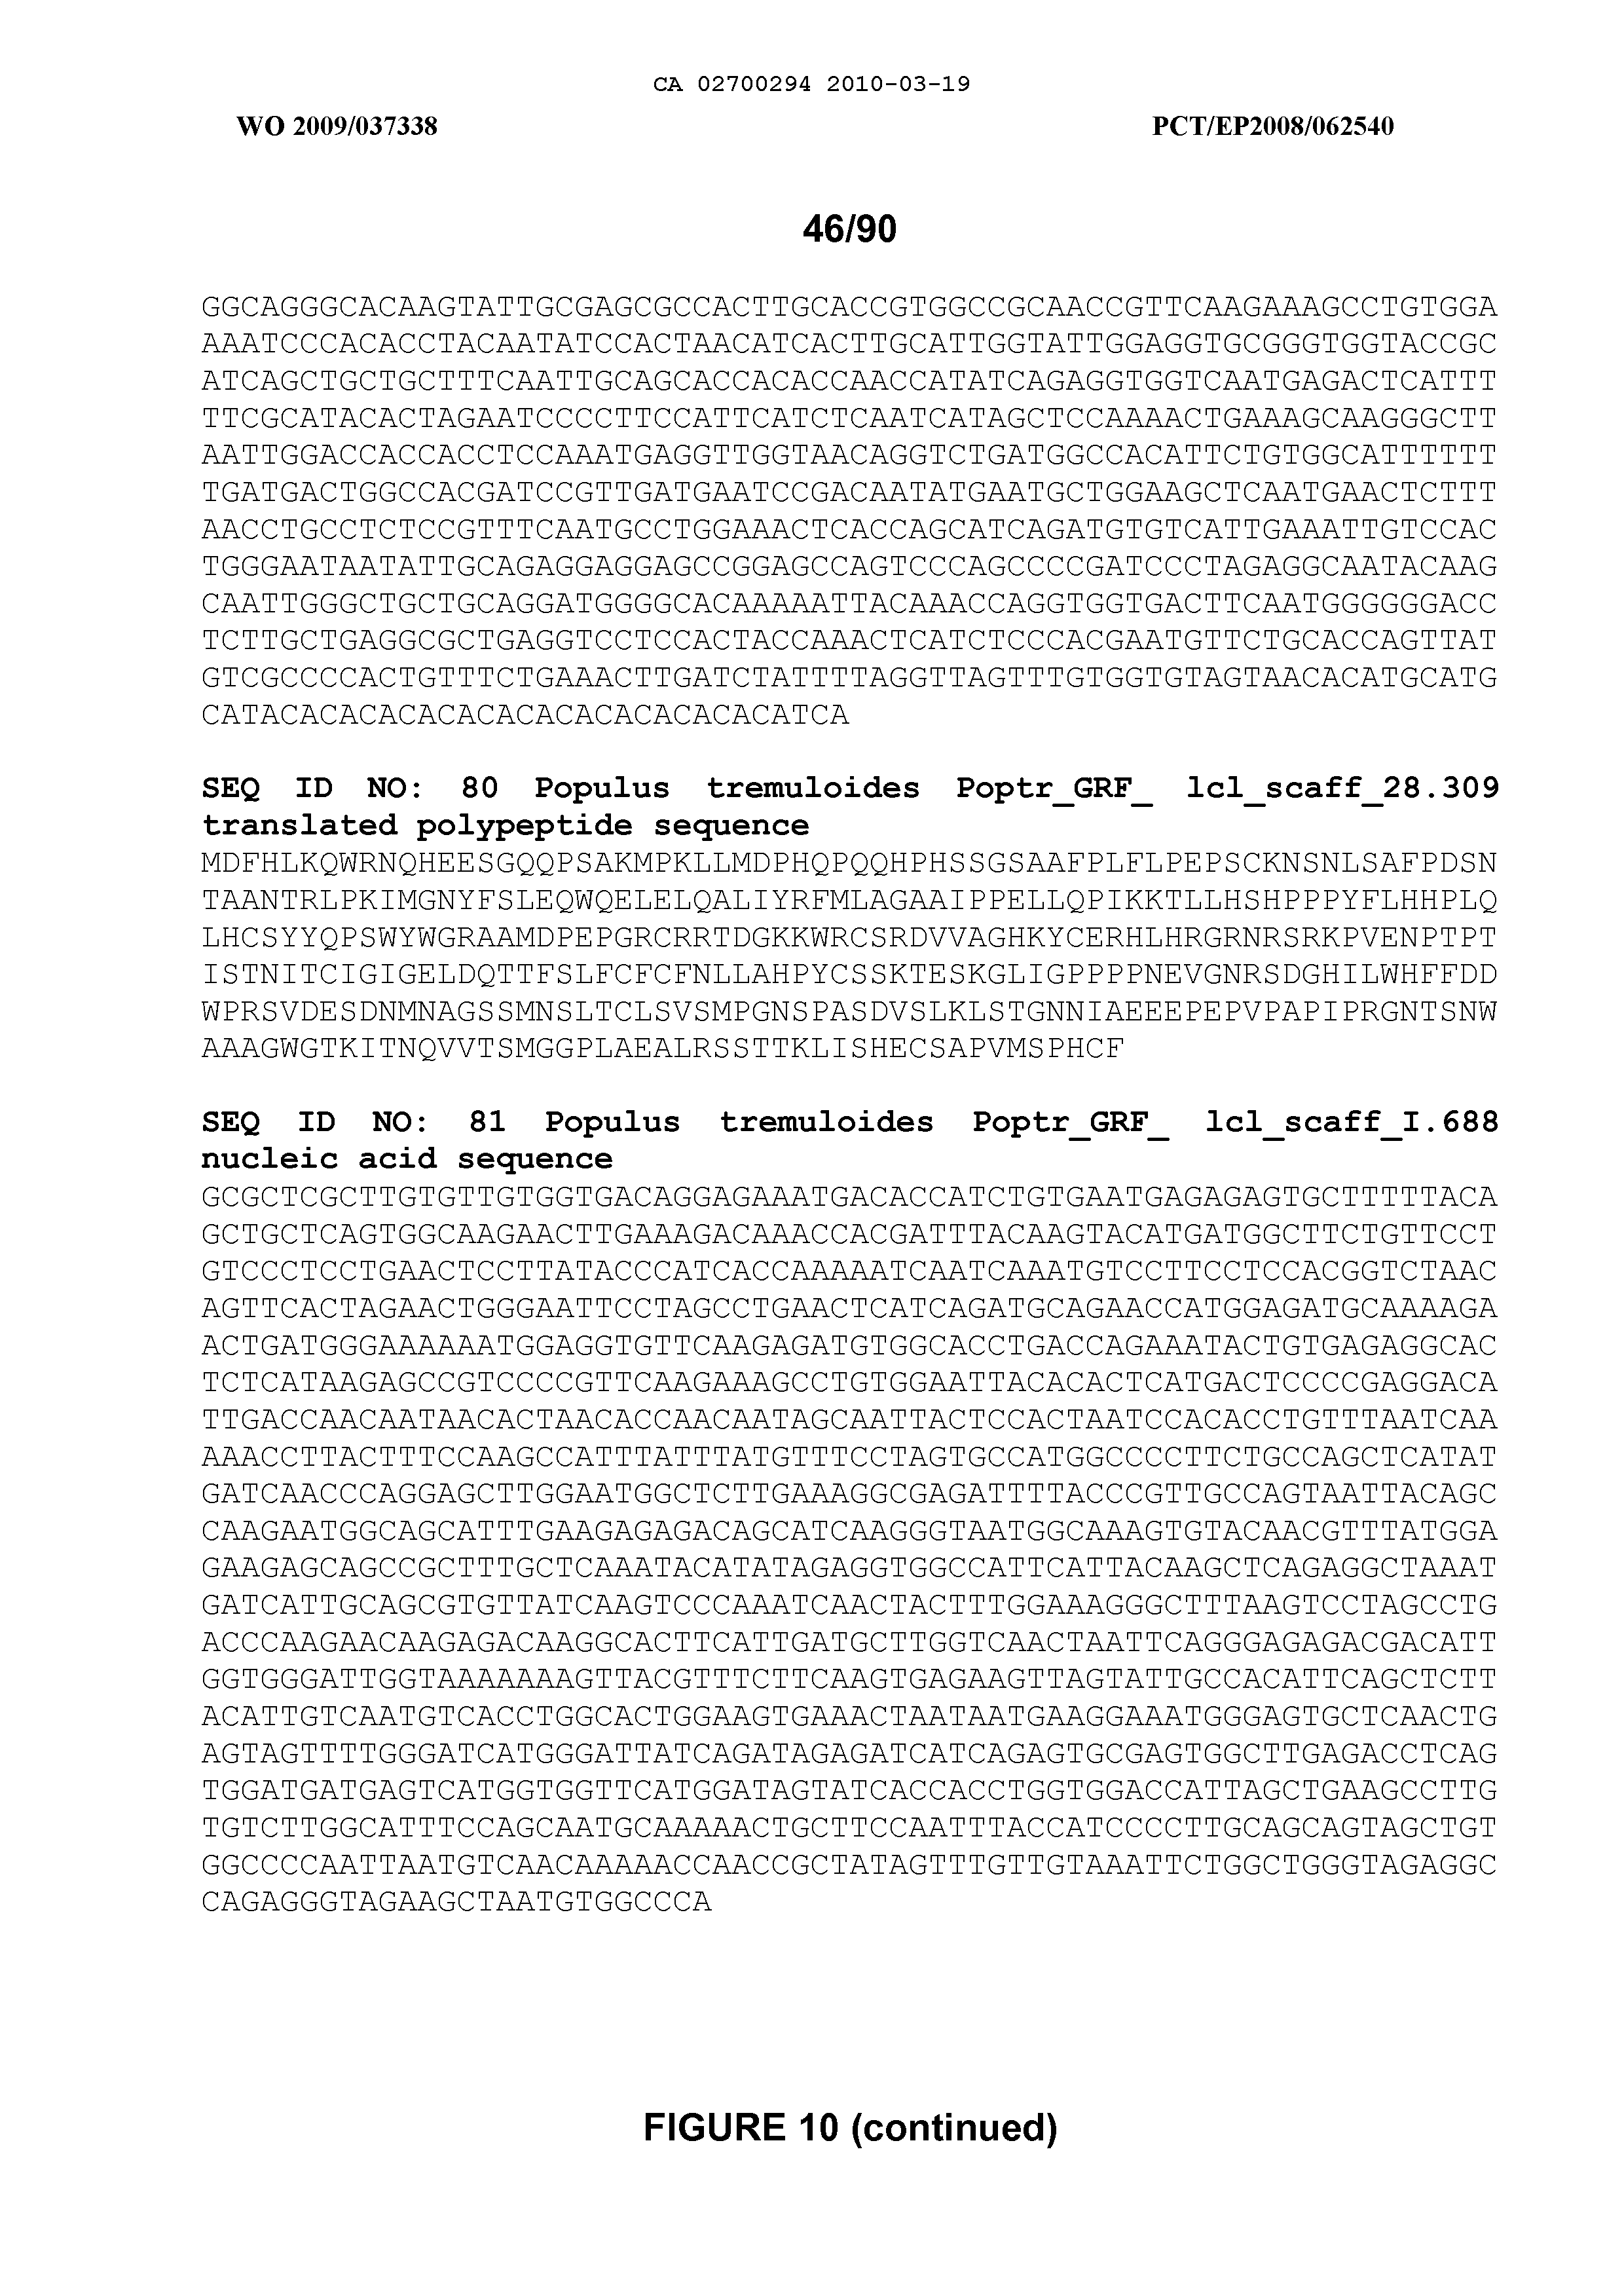 CA 02700294 2010-03-19
WO 2009/037338 PCT/EP2008/062540
46/90
GGCAGGGCACAAGTATTGCGAGCGCCACTTGCACCGTGGCCGCAACCGTTCAAGAAAGCCTGTGGA
AAATCCCACACCTACAATATCCACTAACATCACTTGCATTGGTATTGGAGGTGCGGGTGGTACCGC
ATCAGCTGCTGCTTTCAATTGCAGCACCACACCAACCATATCAGAGGTGGTCAATGAGACTCATTT
TTCGCATACACTAGAATCCCCTTCCATTCATCTCAATCATAGCTCCAAAACTGAAAGCAAGGGCTT
AATTGGACCACCACCTCCAAATGAGGTTGGTAACAGGTCTGATGGCCACATTCTGTGGCATTTTTT
TGATGACTGGCCACGATCCGTTGATGAATCCGACAATATGAATGCTGGAAGCTCAATGAACTCTTT
AACCTGCCTCTCCGTTTCAATGCCTGGAAACTCACCAGCATCAGATGTGTCATTGAAATTGTCCAC
TGGGAATAATATTGCAGAGGAGGAGCCGGAGCCAGTCCCAGCCCCGATCCCTAGAGGCAATACAAG
CAATTGGGCTGCTGCAGGATGGGGCACAAAAATTACAAACCAGGTGGTGACTTCAATGGGGGGACC
TCTTGCTGAGGCGCTGAGGTCCTCCACTACCAAACTCATCTCCCACGAATGTTCTGCACCAGTTAT
GTCGCCCCACTGTTTCTGAAACTTGATCTATTTTAGGTTAGTTTGTGGTGTAGTAACACATGCATG
CATACACACACACACACACACACACACACATCA
SEQ ID NO: 80 Populus tremuloides Poptr_GRF_ lcl_scaff_28.309
translated polypeptide sequence
MDFHLKQWRNQHEESGQQPSAKMPKLLMDPHQPQQHPHSSGSAAFPLFLPEPSCKNSNLSAFPDSN
TAANTRLPKIMGNYFSLEQWQELELQALIYRFMLAGAAIPPELLQPIKKTLLHSHPPPYFLHHPLQ
LHCSYYQPSWYWGRAAMDPEPGRCRRTDGKKWRCSRDVVAGHKYCERHLHRGRNRSRKPVENPTPT
ISTNITCIGIGELDQTTFSLFCFCFNLLAHPYCSSKTESKGLIGPPPPNEVGNRSDGHILWHFFDD
WPRSVDESDNMNAGSSMNSLTCLSVSMPGNSPASDVSLKLSTGNNIAEEEPEPVPAPIPRGNTSNW
AAAGWGTKITNQVVTSMGGPLAEALRSSTTKLISHECSAPVMSPHCF
SEQ ID NO: 81 Populus tremuloides Poptr_GRF_ lcl_scaff_I.688
nucleic acid sequence
GCGCTCGCTTGTGTTGTGGTGACAGGAGAAATGACACCATCTGTGAATGAGAGAGTGCTTTTTACA
GCTGCTCAGTGGCAAGAACTTGAAAGACAAACCACGATTTACAAGTACATGATGGCTTCTGTTCCT
GTCCCTCCTGAACTCCTTATACCCATCACCAAAAATCAATCAAATGTCCTTCCTCCACGGTCTAAC
AGTTCACTAGAACTGGGAATTCCTAGCCTGAACTCATCAGATGCAGAACCATGGAGATGCAAAAGA
ACTGATGGGAAAAAATGGAGGTGTTCAAGAGATGTGGCACCTGACCAGAAATACTGTGAGAGGCAC
TCTCATAAGAGCCGTCCCCGTTCAAGAAAGCCTGTGGAATTACACACTCATGACTCCCCGAGGACA
TTGACCAACAATAACACTAACACCAACAATAGCAATTACTCCACTAATCCACACCTGTTTAATCAA
AAACCTTACTTTCCAAGCCATTTATTTATGTTTCCTAGTGCCATGGCCCCTTCTGCCAGCTCATAT
GATCAACCCAGGAGCTTGGAATGGCTCTTGAAAGGCGAGATTTTACCCGTTGCCAGTAATTACAGC
CAAGAATGGCAGCATTTGAAGAGAGACAGCATCAAGGGTAATGGCAAAGTGTACAACGTTTATGGA
GAAGAGCAGCCGCTTTGCTCAAATACATATAGAGGTGGCCATTCATTACAAGCTCAGAGGCTAAAT
GATCATTGCAGCGTGTTATCAAGTCCCAAATCAACTACTTTGGAAAGGGCTTTAAGTCCTAGCCTG
ACCCAAGAACAAGAGACAAGGCACTTCATTGATGCTTGGTCAACTAATTCAGGGAGAGACGACATT
GGTGGGATTGGTAAAAAAAGTTACGTTTCTTCAAGTGAGAAGTTAGTATTGCCACATTCAGCTCTT
ACATTGTCAATGTCACCTGGCACTGGAAGTGAAACTAATAATGAAGGAAATGGGAGTGCTCAACTG
AGTAGTTTTGGGATCATGGGATTATCAGATAGAGATCATCAGAGTGCGAGTGGCTTGAGACCTCAG
TGGATGATGAGTCATGGTGGTTCATGGATAGTATCACCACCTGGTGGACCATTAGCTGAAGCCTTG
TGTCTTGGCATTTCCAGCAATGCAAAAACTGCTTCCAATTTACCATCCCCTTGCAGCAGTAGCTGT
GGCCCCAATTAATGTCAACAAAAACCAACCGCTATAGTTTGTTGTAAATTCTGGCTGGGTAGAGGC
CAGAGGGTAGAAGCTAATGTGGCCCA
FIGURE 10 (continued)